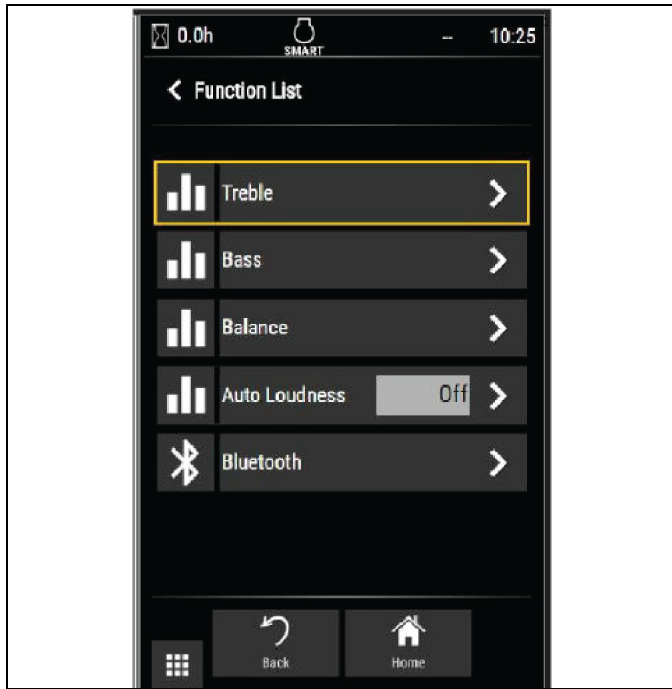 0.0h SMART -- 10:25
Function List
Treble
Bass
Balance
Auto Loudness Off
Bluetooth
Back Home